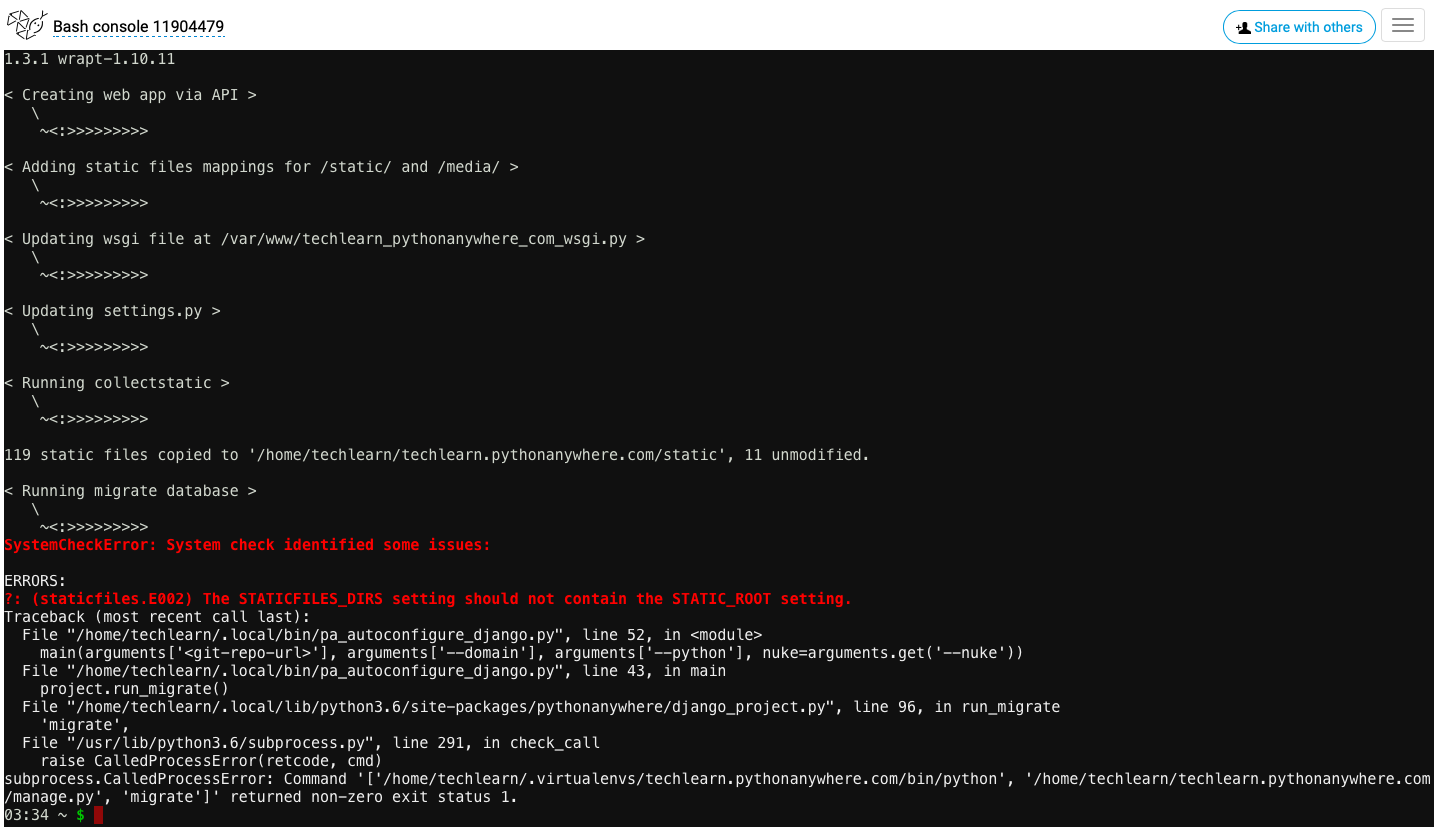 Bash console 11904479
Share with others
1.3.1 wrapt-1.10.11
< Creating web app via API >
   \
    ~<:>>>>>>>>>
< Adding static files mappings for /static/ and /media/ >
   \
    ~<:>>>>>>>>>
< Updating wsgi file at /var/www/techlearn_pythonanywhere_com_wsgi.py >
   \
    ~<:>>>>>>>>>
< Updating settings.py >
   \
    ~<:>>>>>>>>>
< Running collectstatic >
   \
    ~<:>>>>>>>>>
119 static files copied to '/home/techlearn/techlearn.pythonanywhere.com/static', 11 unmodified.
< Running migrate database >
   \
    ~<:>>>>>>>>>
SystemCheckError: System check identified some issues:
ERRORS:
?: (staticfiles.E002) The STATICFILES_DIRS setting should not contain the STATIC_ROOT setting.
Traceback (most recent call last):
  File "/home/techlearn/.local/bin/pa_autoconfigure_django.py", line 52, in <module>
    main(arguments['<git-repo-url>'], arguments['--domain'], arguments['--python'], nuke=arguments.get('--nuke'))
  File "/home/techlearn/.local/bin/pa_autoconfigure_django.py", line 43, in main
    project.run_migrate()
  File "/home/techlearn/.local/lib/python3.6/site-packages/pythonanywhere/django_project.py", line 96, in run_migrate
    'migrate',
  File "/usr/lib/python3.6/subprocess.py", line 291, in check_call
    raise CalledProcessError(retcode, cmd)
subprocess.CalledProcessError: Command '['/home/techlearn/.virtualenvs/techlearn.pythonanywhere.com/bin/python', '/home/techlearn/techlearn.pythonanywhere.com
/manage.py', 'migrate']' returned non-zero exit status 1.
03:34 ~ $